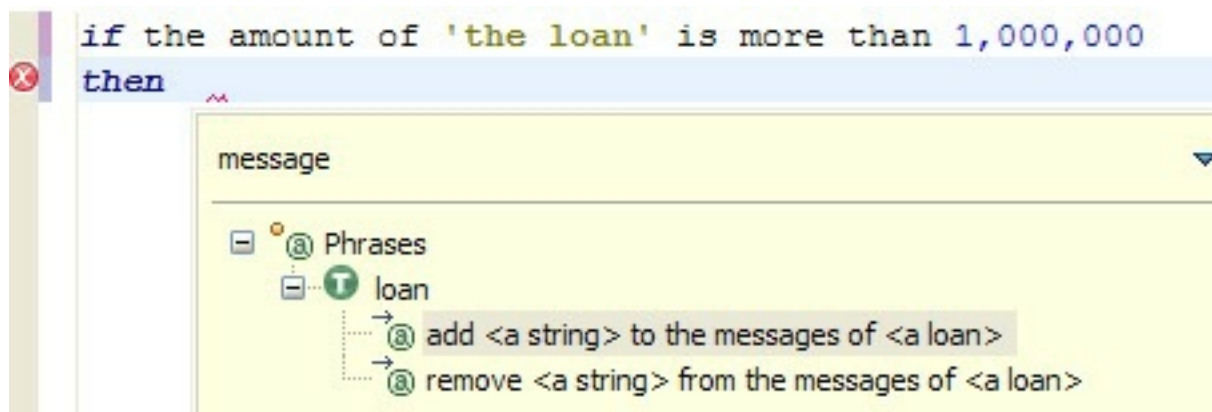 if the amount of 'the loan' is more than 1,000,000
then
message
Phrases
loan
add <a string> to the messages of <a loan>
remove <a string> from the messages of <a loan>